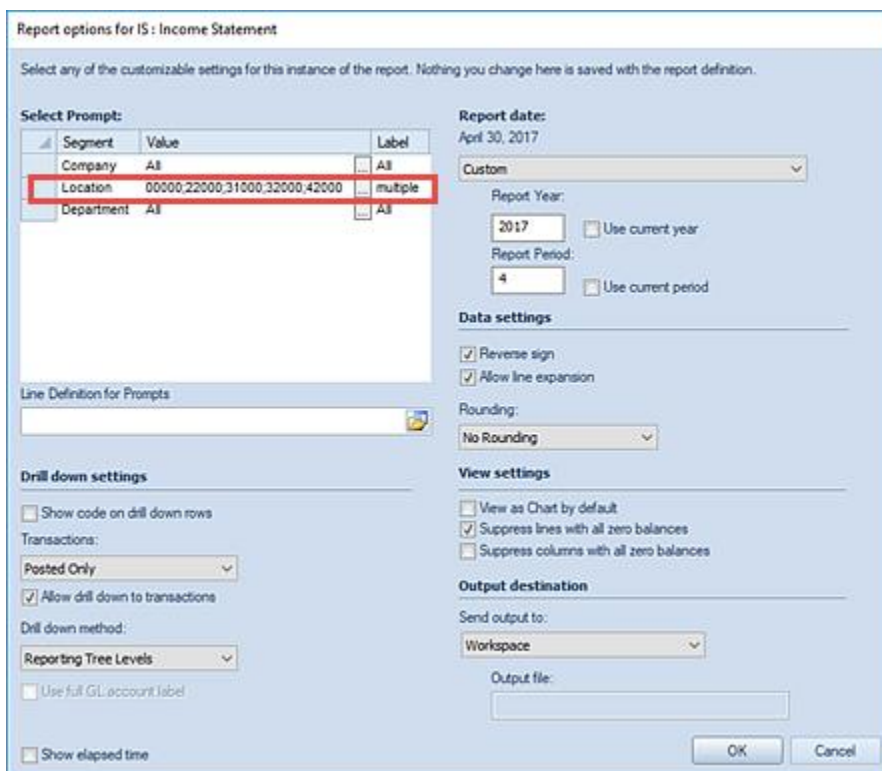 Report options for IS : Income Statement
Select any of the customizable settings for this instance of the report. Nothing you change here is saved with the report definition.
Select Prompt:
Segment Value Label
Company All ... All
Location 00000;22000;31000;32000;42000 ... multiple
Department All ... All
Line Definition for Prompts
Drill down settings
Show code on drill down rows
Transactions:
Posted Only
Allow drill down to transactions
Drill down method:
Reporting Tree Levels
Use full GL account label
Show elapsed time
Report date:
April 30, 2017
Custom
Report Year:
2017 Use current year
Report Period:
4 Use current period
Data settings
Reverse sign
Allow line expansion
Rounding:
No Rounding
View settings
View as Chart by default
Suppress lines with all zero balances
Suppress columns with all zero balances
Output destination
Send output to:
Workspace
Output file:
OK Cancel